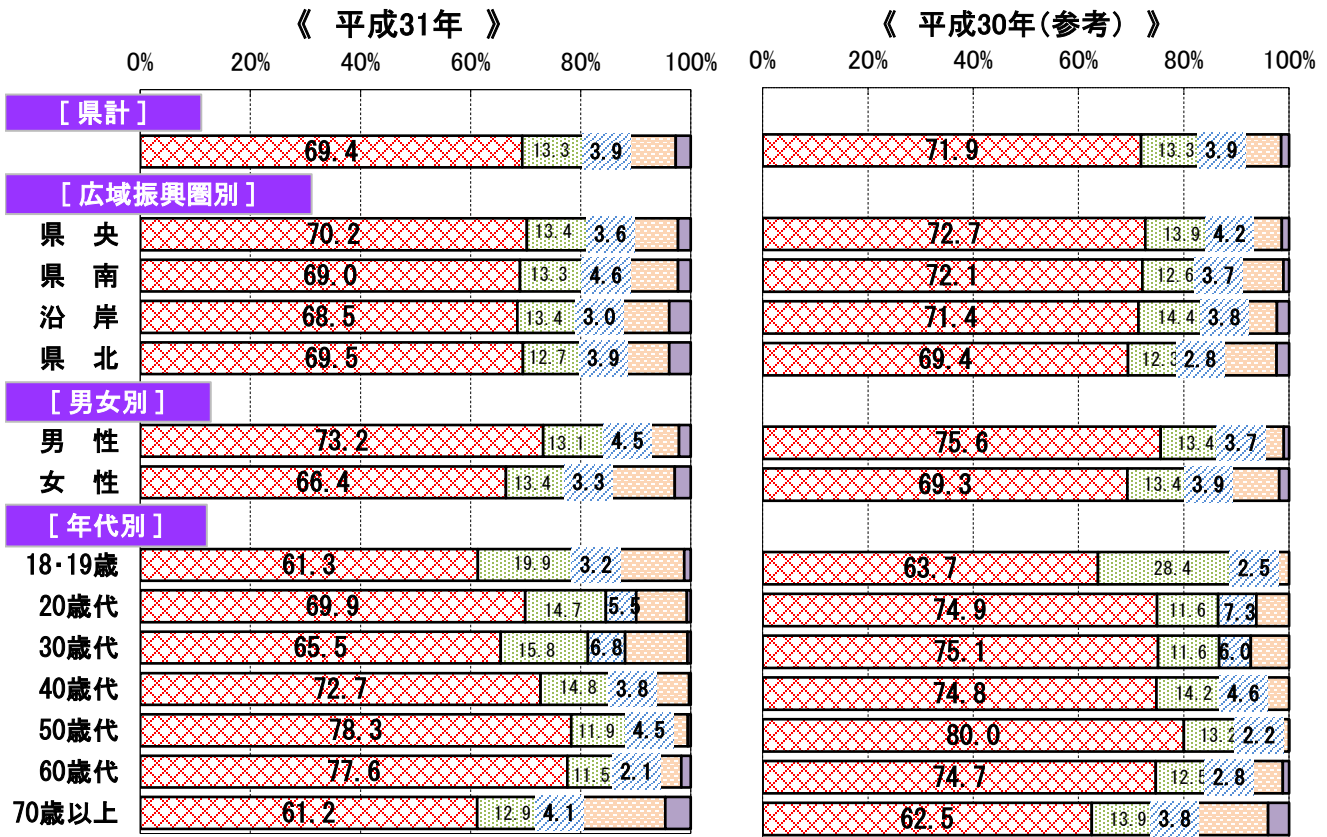 《 平成31年 》 《 平成30年(参考) 》
0% 20% 40% 60% 80% 100% 0% 20% 40% 60% 80% 100%
[ 県計 ]
69.4 13.3 3.9 71.9 13.3 3.9
[ 広域振興圏別 ]
県 央 70.2 13.4 3.6 72.7 13.9 4.2
県 南 69.0 13.3 4.6 72.1 12.6 3.7
沿 岸 68.5 13.4 3.0 71.4 14.4 3.8
県 北 69.5 12.7 3.9 69.4 12.3 2.8
[ 男女別 ]
男 性 73.2 13.1 4.5 75.6 13.4 3.7
女 性 66.4 13.4 3.3 69.3 13.4 3.9
[ 年代別 ]
18・19歳 61.3 19.9 3.2 63.7 28.4 2.5
20歳代 69.9 14.7 5.5 74.9 11.6 7.3
30歳代 65.5 15.8 6.8 75.1 11.6 6.0
40歳代 72.7 14.8 3.8 74.8 14.2 4.6
50歳代 78.3 11.9 4.5 80.0 13.2 2.2
60歳代 77.6 11.5 2.1 74.7 2.8
70歳以上 61.2 12.9 4.1 62.5 13.9 3.8